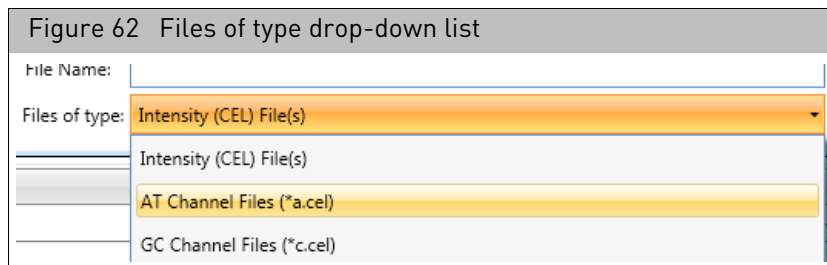 Figure 62 Files of type drop-down list
File Name:
Files of type: Intensity (CEL) File(s)
Intensity (CEL) File(s)
AT Channel Files (*a.cel)
GC Channel Files (*c.cel)